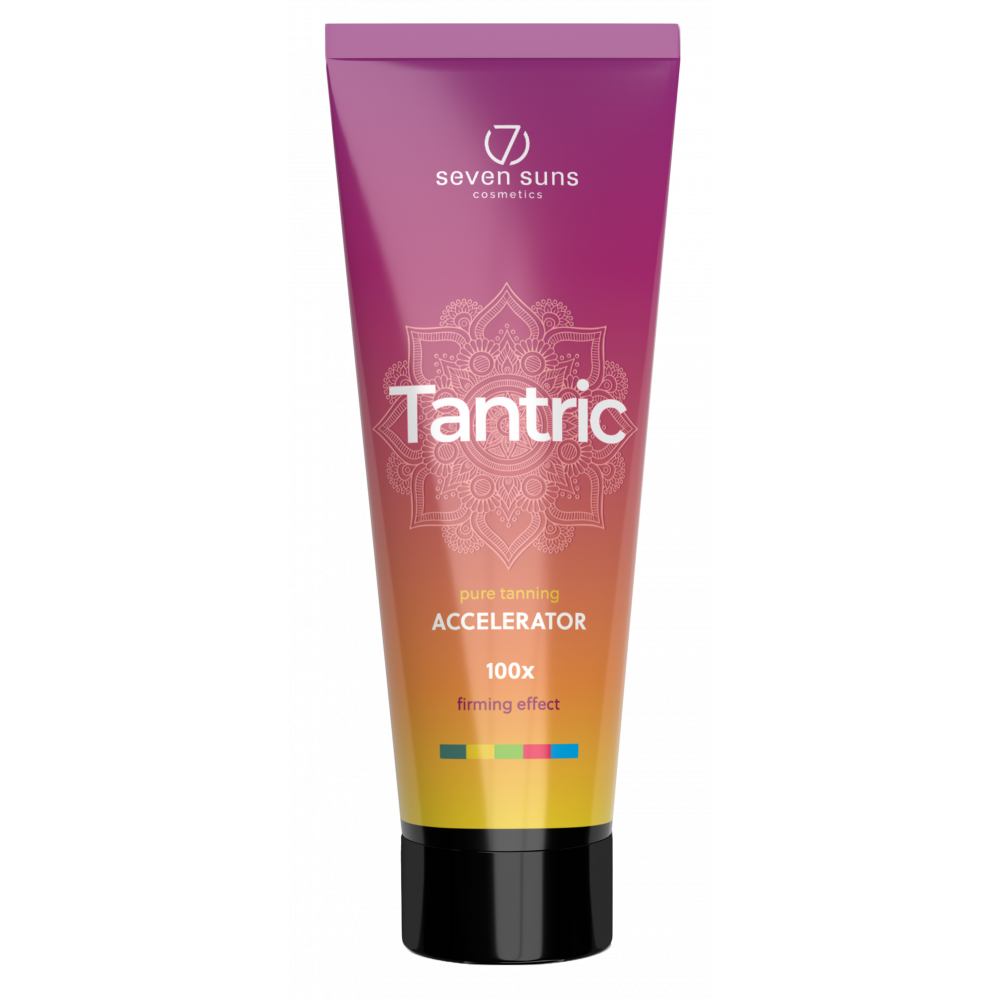 7
seven suns
cosmetics
Tantric
pure tanning
ACCELERATOR
100x
firming effect